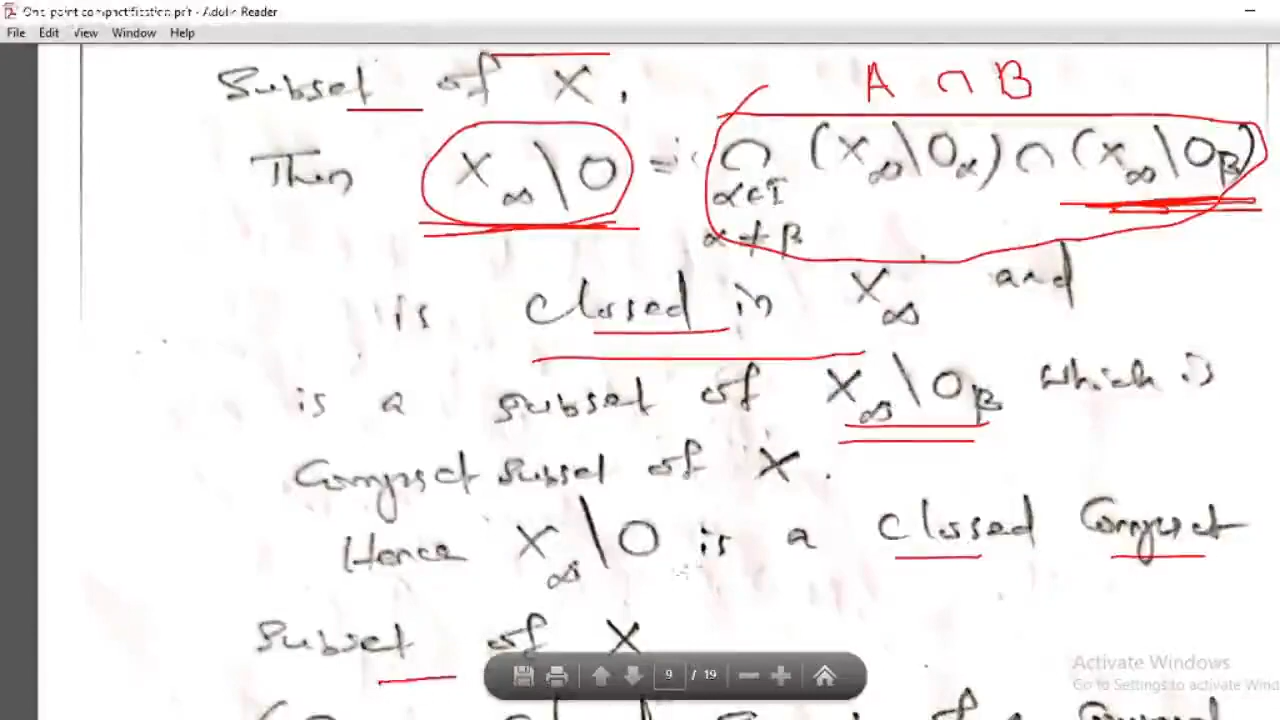 One point compactification.pdf - Adobe Reader
File Edit View Window Help
Subset of X.
A ∩ B
Then X∞\O = ∩ (X∞\Oα) ∩ (X∞\Oβ)
α∈I
α≠β
is closed in X∞ and
is a subset of X∞\Oβ which is
Compact subset of X.
Hence X∞\O is a closed Compact
Subset of X
9 / 19
Activate Windows
Go to Settings to activate Wind